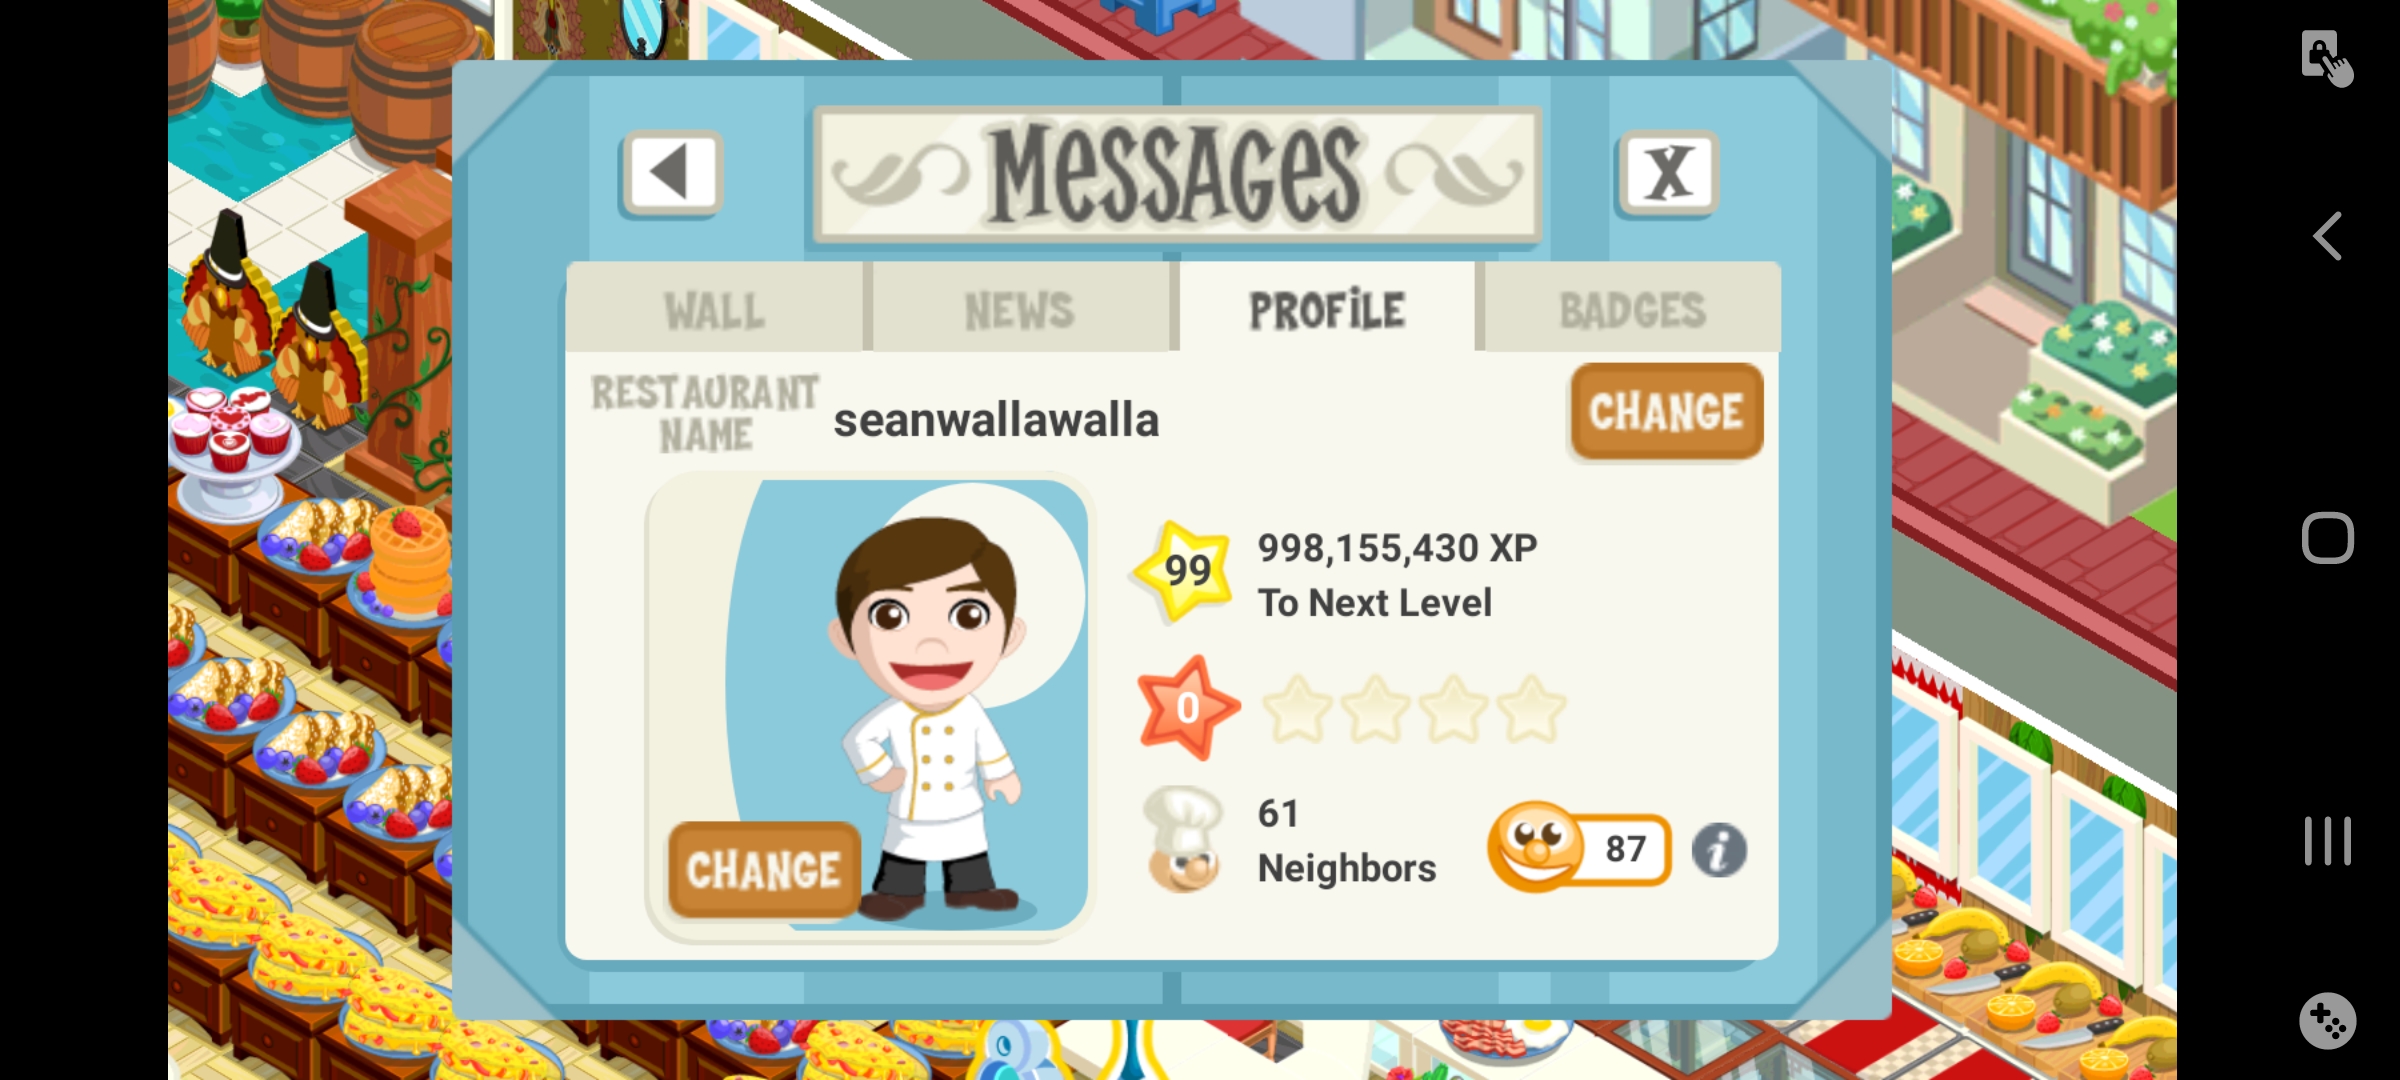 MESSAGES
X
WALL
NEWS
PROFILE
BADGES
RESTAURANT
NAME
seanwallawalla
CHANGE
99
998,155,430 XP
To Next Level
0
61
Neighbors
87
i
CHANGE